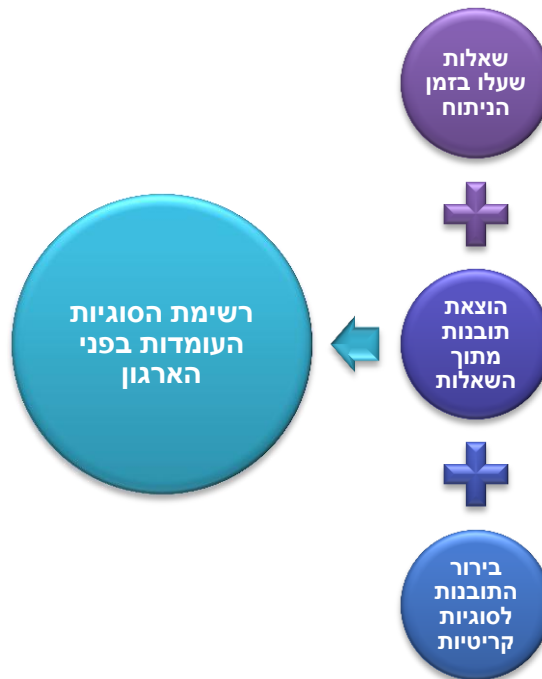 שאלות
שעלו בזמן
הניתוח
הוצאת
תובנות
מתוך
השאלות
בירור
התובנות
לסוגיות
קריטיות
רשימת הסוגיות
העומדות בפני
הארגון